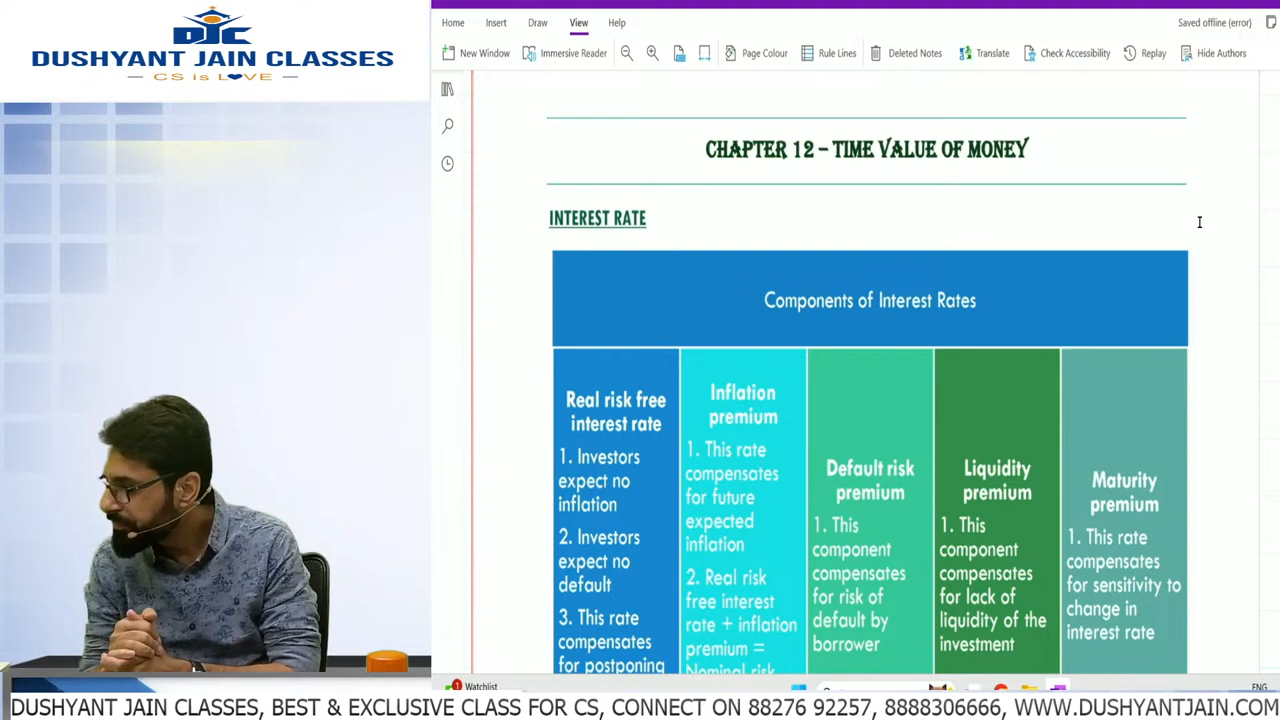 DJC
DUSHYANT JAIN CLASSES
CS is LOVE
Home Insert Draw View Help
Saved offline (error)
New Window Immersive Reader Page Colour Rule Lines Deleted Notes Translate Check Accessibility Replay Hide Authors
CHAPTER 12 – TIME VALUE OF MONEY
INTEREST RATE
Components of Interest Rates
Real risk free
interest rate
1. Investors
expect no
inflation
2. Investors
expect no
default
3. This rate
compensates
for postponing
Inflation
premium
1. This rate
compensates
for future
expected
inflation
2. Real risk
free interest
rate + inflation
premium =
Nominal risk
Default risk
premium
1. This
component
compensates
for risk of
default by
borrower
Liquidity
premium
1. This
component
compensates
for lack of
liquidity of the
investment
Maturity
premium
1. This rate
compensates
for sensitivity to
change in
interest rate
1
Watchlist
ENG
DUSHYANT JAIN CLASSES, BEST & EXCLUSIVE CLASS FOR CS, CONNECT ON 88276 92257, 8888306666, WWW.DUSHYANTJAIN.COM